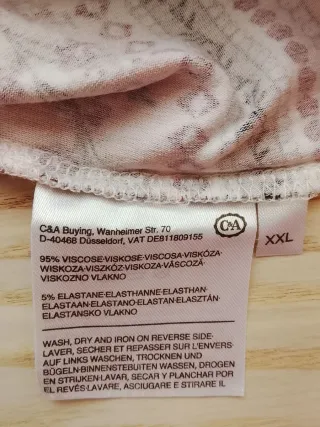 C&A Buying, Wanheimer Str. 70
D-40468 Düsseldorf, VAT DE811809155
C&A
XXL
95% VISCOSE-VISKOSE-VISCOSA-VISKÓZA
WISKOZA-VISZKÓZ-VISKOZA-VÂSCOZĂ
VISKOZNO VLAKNO
5% ELASTANE-ELASTHANNE-ELASTHAN-
ELASTAAN-ELASTANO-ELASTAN-ELASZTÁN-
ELASTANSKO VLAKNO
WASH, DRY AND IRON ON REVERSE SIDE-
LAVER, SECHER ET REPASSER SUR L'ENVERS-
AUF LINKS WASCHEN, TROCKNEN UND
BÜGELN-BINNENSTEBUITEN WASSEN, DROGEN
EN STRIJKEN-LAVAR, SECAR Y PLANCHAR POR
EL REVÉS-LAVARE, ASCIUGARE E STIRARE IL